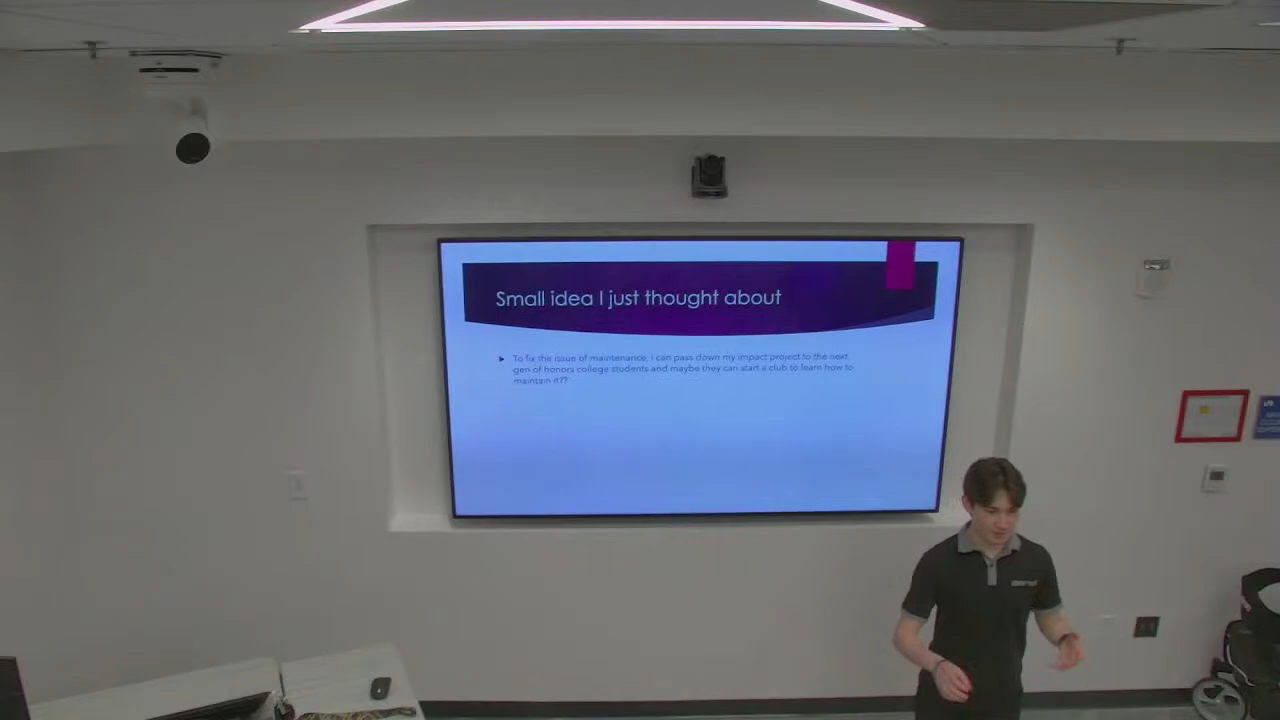 Small idea I just thought about
To fix the issue of maintenance, i can pass down my impact project to the next
gen of honors college students and maybe they can start a club to learn how to
maintain it??